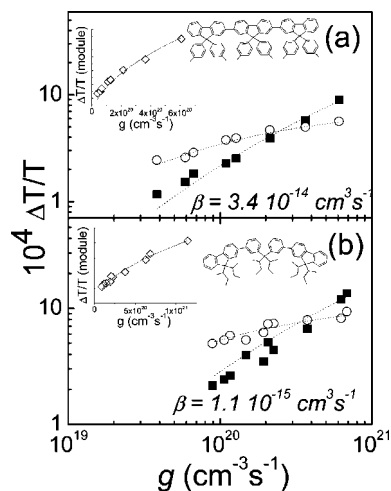 (a)
ΔT/T (module)
2x10²⁰ 4x10²⁰ 6x10²⁰
g (cm⁻³s⁻¹)
10
1
β = 3.4 10⁻¹⁴ cm³s⁻¹
10⁴ ΔT/T
(b)
ΔT/T (module)
5x10²⁰ 1x10²¹
g (cm⁻³s⁻¹)
10
1
β = 1.1 10⁻¹⁵ cm³s⁻¹
10¹⁹ 10²⁰ 10²¹
g (cm⁻³s⁻¹)